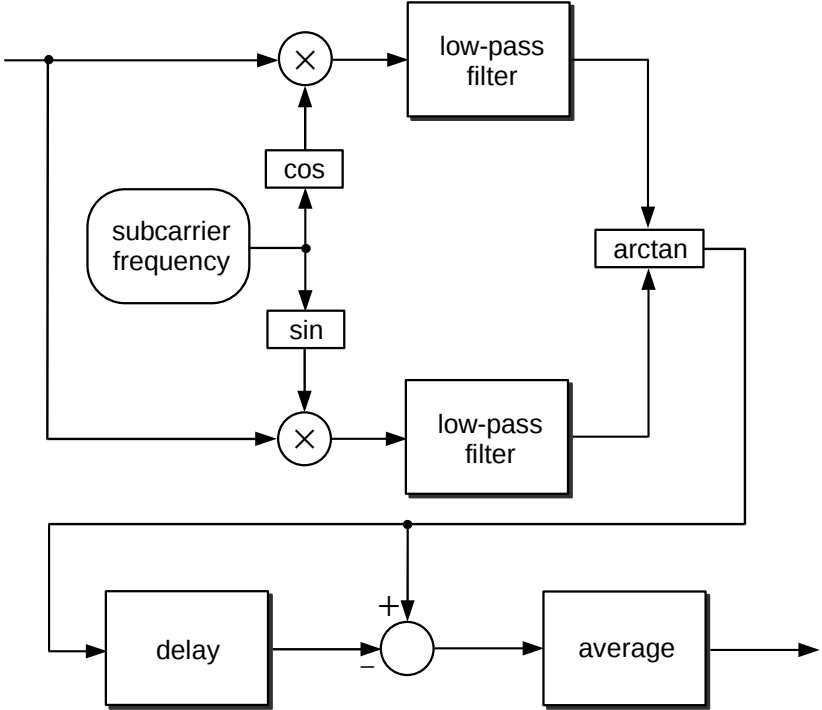 low-pass
filter
cos
subcarrier
frequency
arctan
sin
low-pass
filter
+
−
delay
average